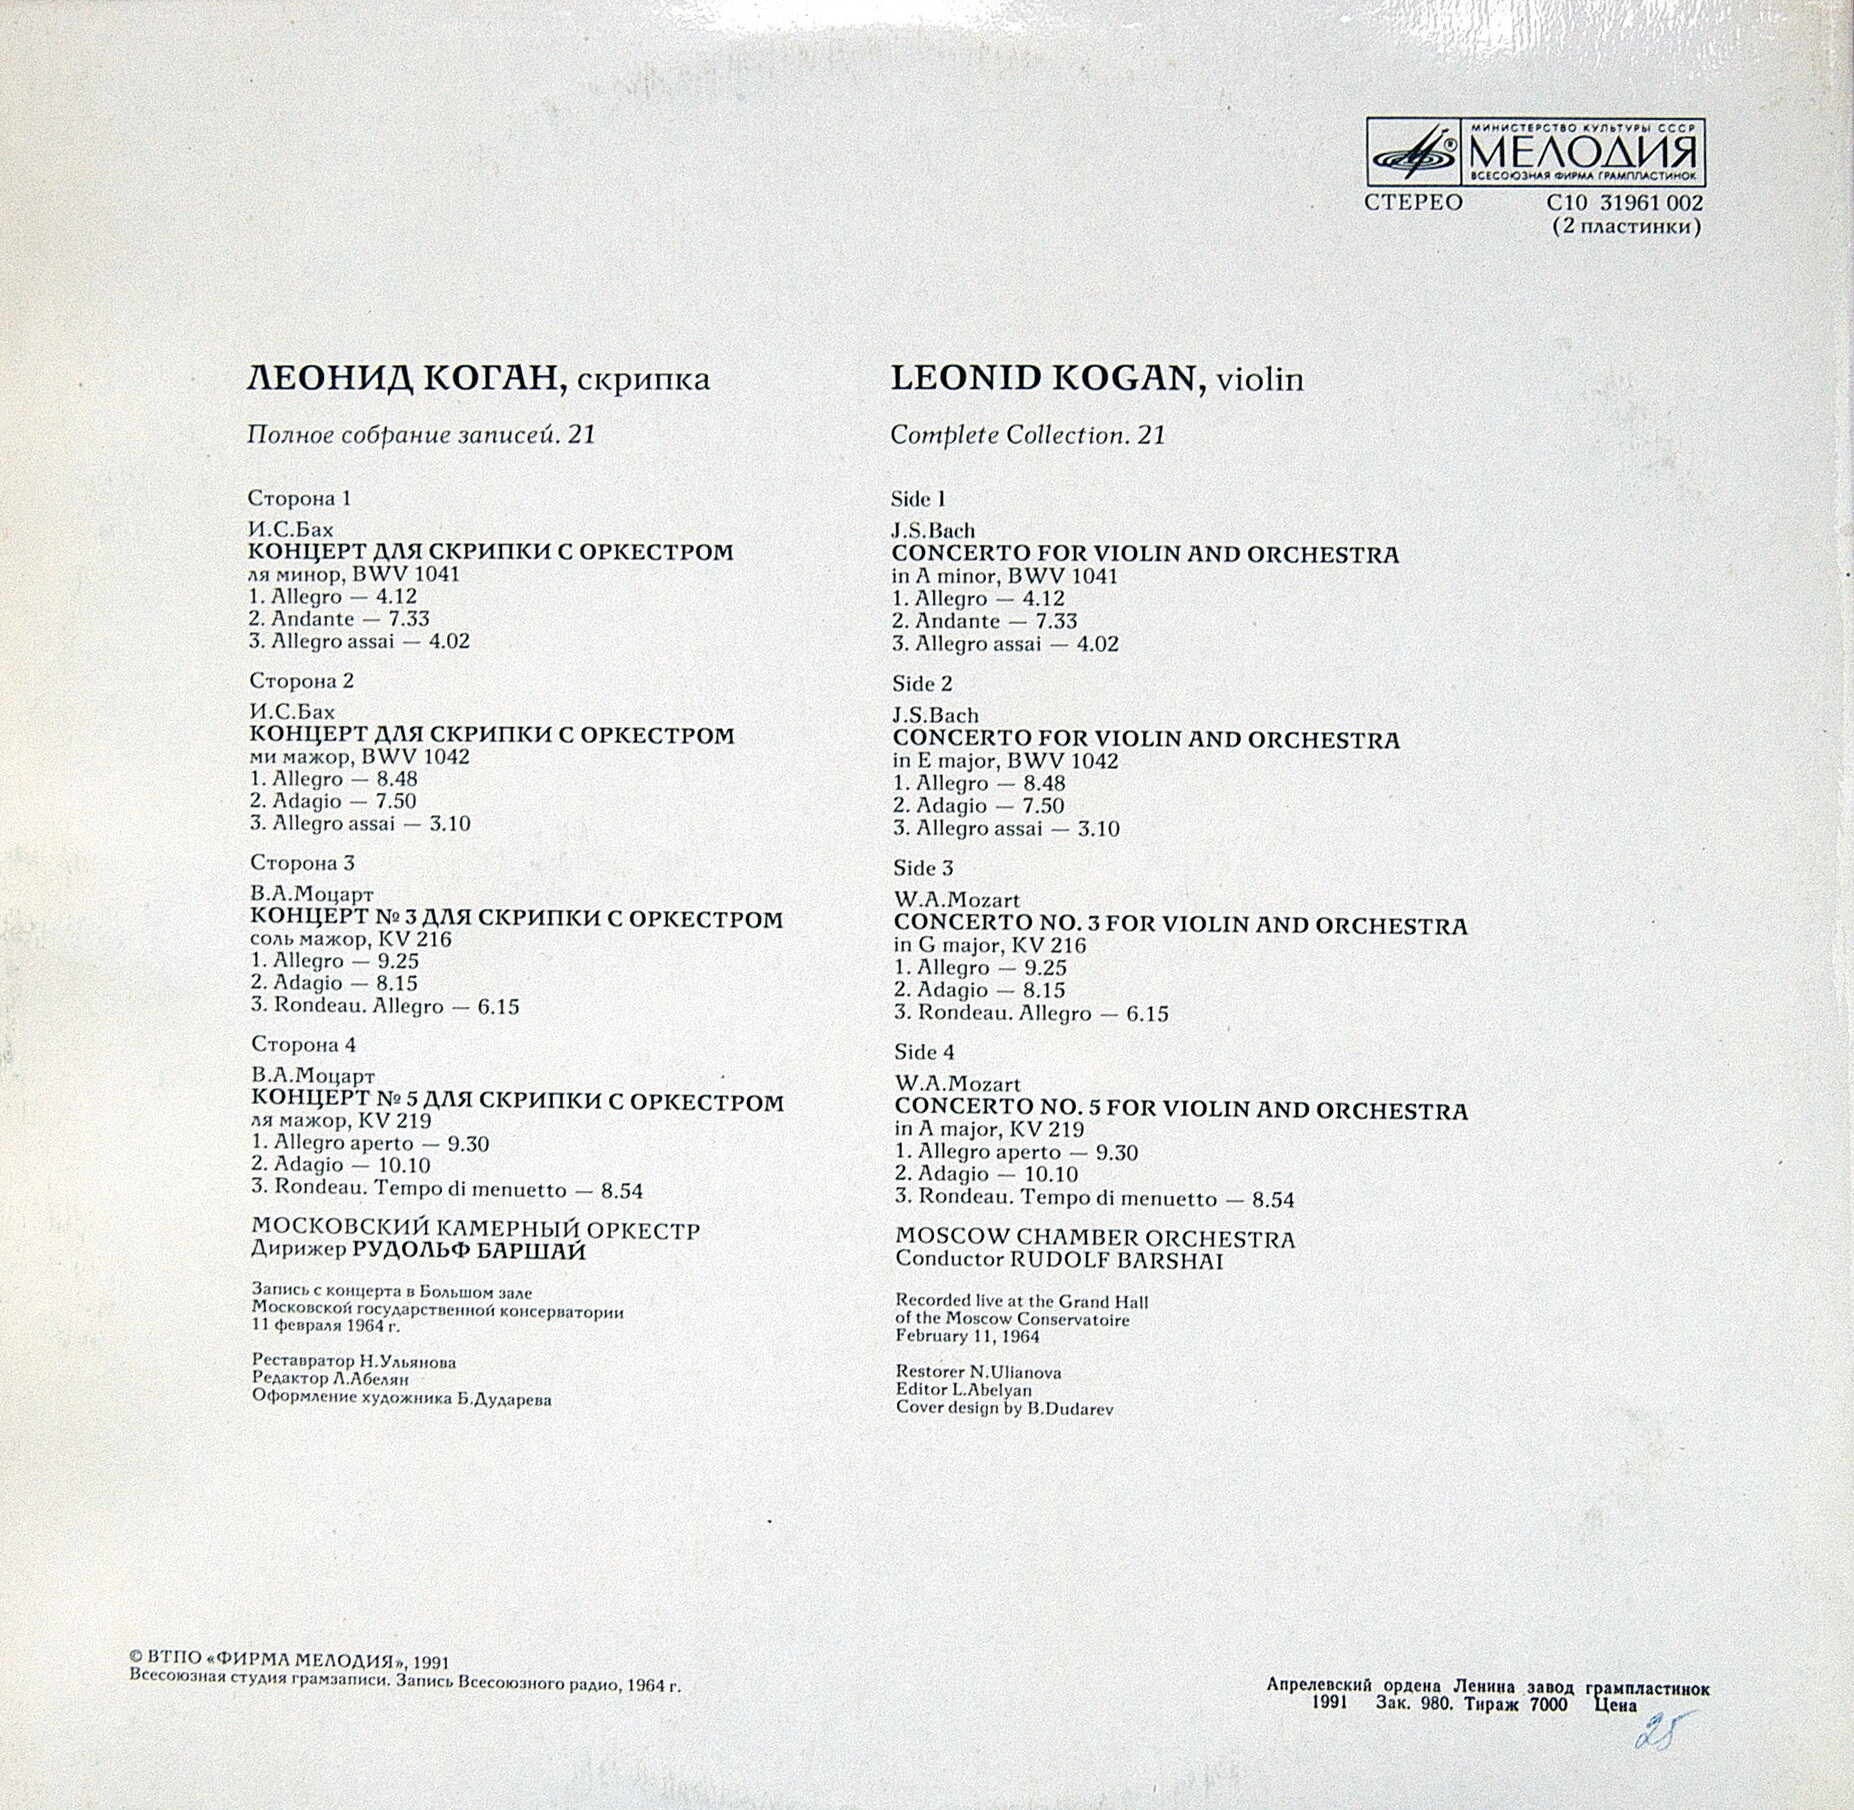 МИНИСТЕРСТВО КУЛЬТУРЫ СССР
МЕЛОДИЯ
ВСЕСОЮЗНАЯ ФИРМА ГРАМПЛАСТИНОК
СТЕРЕО С10 31961 002
(2 пластинки)
ЛЕОНИД КОГАН, скрипка
Полное собрание записей. 21
Сторона 1
И.С.Бах
КОНЦЕРТ ДЛЯ СКРИПКИ С ОРКЕСТРОМ
ля минор, BWV 1041
1. Allegro — 4.12
2. Andante — 7.33
3. Allegro assai — 4.02
Сторона 2
И.С.Бах
КОНЦЕРТ ДЛЯ СКРИПКИ С ОРКЕСТРОМ
ми мажор, BWV 1042
1. Allegro — 8.48
2. Adagio — 7.50
3. Allegro assai — 3.10
Сторона 3
В.А.Моцарт
КОНЦЕРТ № 3 ДЛЯ СКРИПКИ С ОРКЕСТРОМ
соль мажор, KV 216
1. Allegro — 9.25
2. Adagio — 8.15
3. Rondeau. Allegro — 6.15
Сторона 4
В.А.Моцарт
КОНЦЕРТ № 5 ДЛЯ СКРИПКИ С ОРКЕСТРОМ
ля мажор, KV 219
1. Allegro aperto — 9.30
2. Adagio — 10.10
3. Rondeau. Tempo di menuetto — 8.54
МОСКОВСКИЙ КАМЕРНЫЙ ОРКЕСТР
Дирижер РУДОЛЬФ БАРШАЙ
Запись с концерта в Большом зале
Московской государственной консерватории
11 февраля 1964 г.
Реставратор Н.Ульянова
Редактор Л.Абелян
Оформление художника Б.Дударева
LEONID KOGAN, violin
Complete Collection. 21
Side 1
J.S.Bach
CONCERTO FOR VIOLIN AND ORCHESTRA
in A minor, BWV 1041
1. Allegro — 4.12
2. Andante — 7.33
3. Allegro assai — 4.02
Side 2
J.S.Bach
CONCERTO FOR VIOLIN AND ORCHESTRA
in E major, BWV 1042
1. Allegro — 8.48
2. Adagio — 7.50
3. Allegro assai — 3.10
Side 3
W.A.Mozart
CONCERTO NO. 3 FOR VIOLIN AND ORCHESTRA
in G major, KV 216
1. Allegro — 9.25
2. Adagio — 8.15
3. Rondeau. Allegro — 6.15
Side 4
W.A.Mozart
CONCERTO NO. 5 FOR VIOLIN AND ORCHESTRA
in A major, KV 219
1. Allegro aperto — 9.30
2. Adagio — 10.10
3. Rondeau. Tempo di menuetto — 8.54
MOSCOW CHAMBER ORCHESTRA
Conductor RUDOLF BARSHAI
Recorded live at the Grand Hall
of the Moscow Conservatoire
February 11, 1964
Restorer N.Ulianova
Editor L.Abelyan
Cover design by B.Dudarev
© ВТПО «ФИРМА МЕЛОДИЯ», 1991
Всесоюзная студия грамзаписи. Запись Всесоюзного радио, 1964 г.
Апрелевский ордена Ленина завод грампластинок
1991 Зак. 980. Тираж 7000 Цена
25